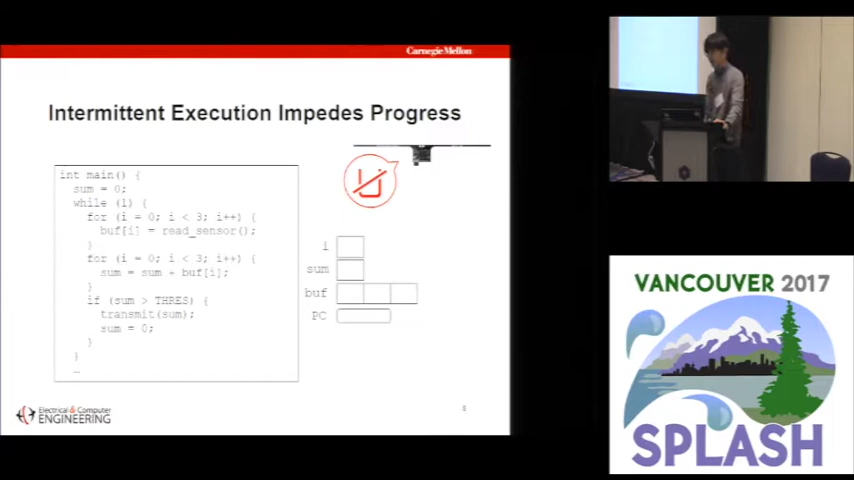 Carnegie Mellon
Intermittent Execution Impedes Progress
int main() {
sum = 0;
while (1) {
for (i = 0; i < 3; i++) {
buf[i] = read_sensor();
}
for (i = 0; i < 3; i++) {
sum = sum + buf[i];
}
if (sum > THRES) {
transmit(sum);
sum = 0;
}
}
…
i
sum
buf
PC
Electrical & Computer
ENGINEERING
8
VANCOUVER 2017
SPLASH